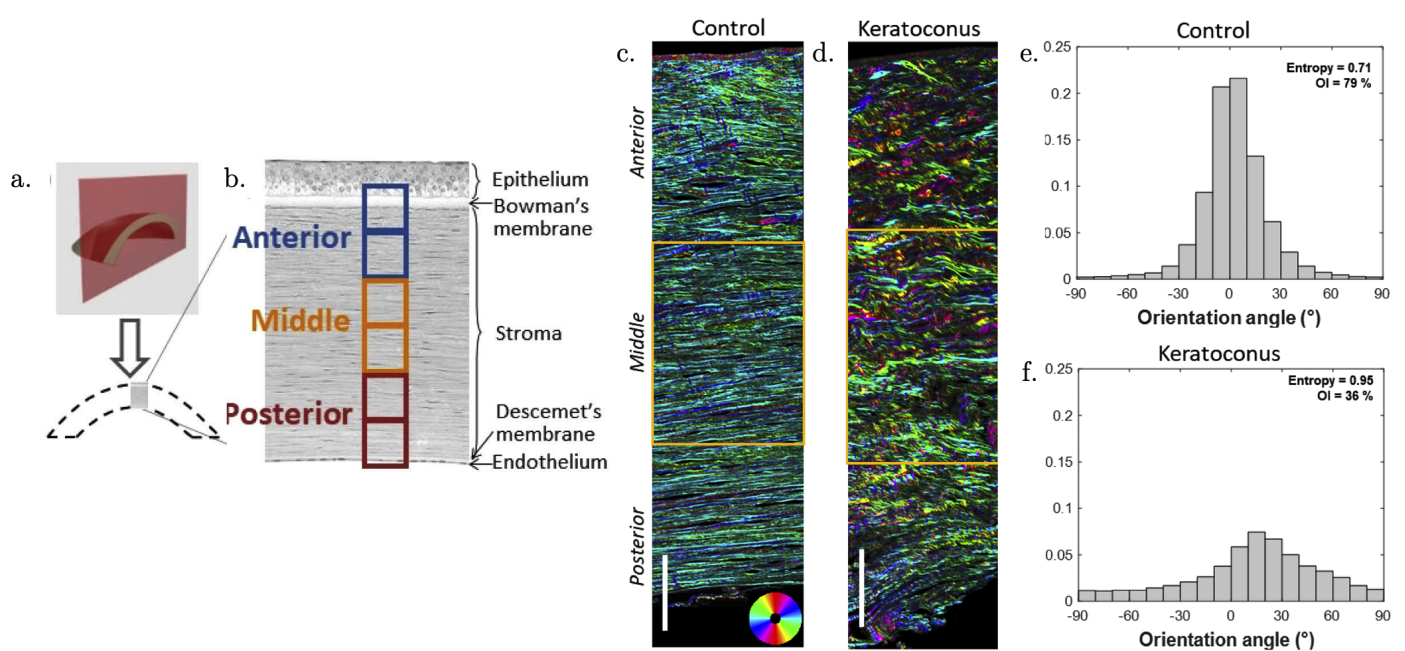 a.
b.
Anterior
Middle
Posterior
Epithelium
Bowman's
membrane
Stroma
Descemet's
membrane
Endothelium
c.
Control
Anterior
Middle
Posterior
d.
Keratoconus
e.
Control
Entropy = 0.71
OI = 79 %
0.25
0.2
0.15
0.1
0.05
0
-90 -60 -30 0 30 60 90
Orientation angle (°)
f.
Keratoconus
Entropy = 0.95
OI = 36 %
0.25
0.2
0.15
0.1
0.05
0
-90 -60 -30 0 30 60 90
Orientation angle (°)